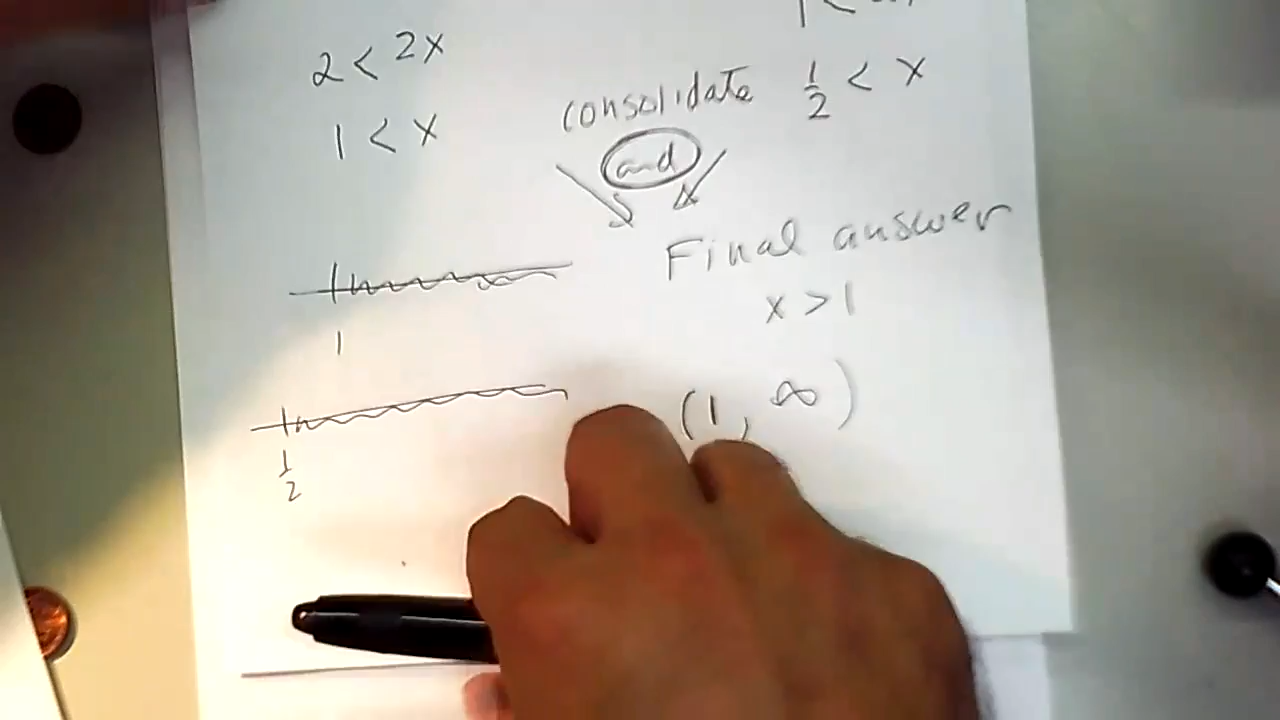 2 < 2x
1 < x
consolidate
1/2 < x
and
Final answer
x > 1
1
(1, ∞)
1/2